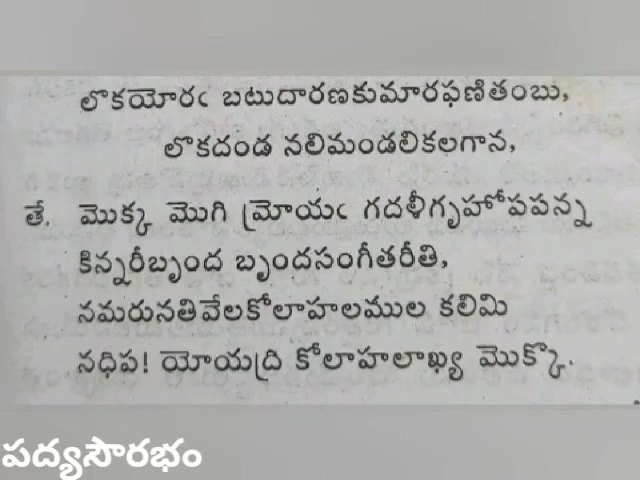 లొకయోరఁ బటుదారణకుమారఫణితంబు,
లొకదండ నలిమండలికలగాన,
తే. మొక్క మొగి మ్రోయఁ గదళీగృహోపపన్న
కిన్నరీబృంద బృందసంగీతరీతి,
నమరునతివేలకోలాహలముల కలిమి
నధిప! యోయద్రి కోలాహలాఖ్య మొక్కొ.
పద్యసౌరభం